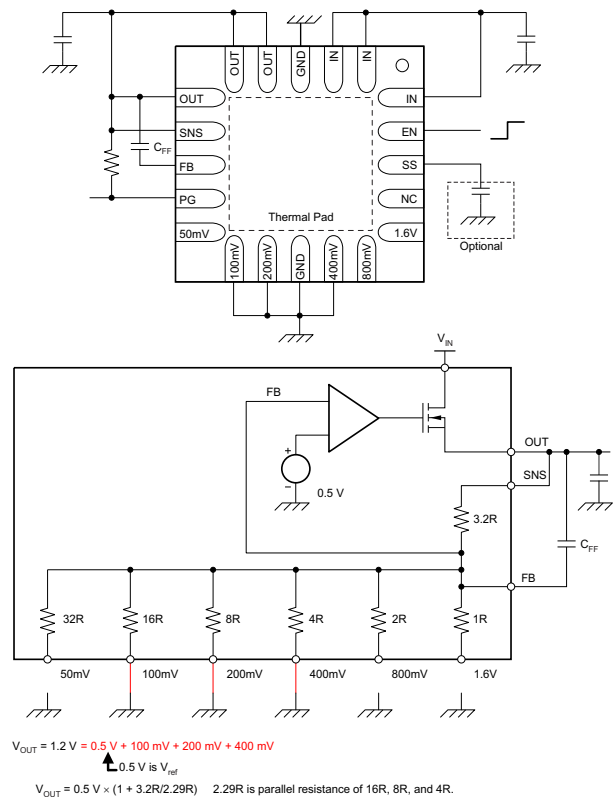 OUT
OUT
GND
IN
IN
OUT
IN
SNS
EN
CFF
FB
SS
PG
NC
Thermal Pad
50mV
1.6V
100mV
200mV
GND
400mV
800mV
Optional
VIN
FB
OUT
+
SNS
–
0.5 V
3.2R
CFF
FB
32R
16R
8R
4R
2R
1R
50mV
100mV
200mV
400mV
800mV
1.6V
VOUT = 1.2 V = 0.5 V + 100 mV + 200 mV + 400 mV
0.5 V is Vref
VOUT = 0.5 V × (1 + 3.2R/2.29R) 2.29R is parallel resistance of 16R, 8R, and 4R.